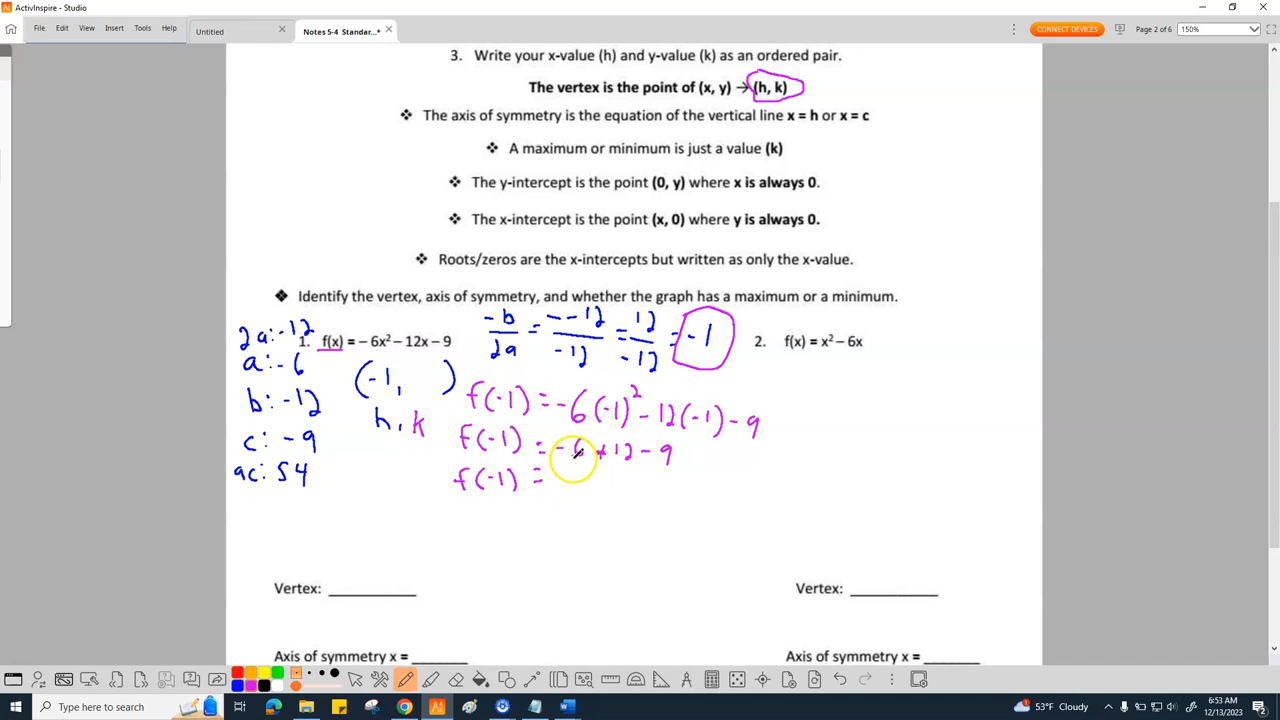 ActivInspire - Studio
File Edit View Insert Tools Help
Untitled
Notes 5-4 Standar...*
CONNECT DEVICES
Page 2 of 6
150%
3. Write your x-value (h) and y-value (k) as an ordered pair.
The vertex is the point of (x, y) → (h, k)
❖ The axis of symmetry is the equation of the vertical line x = h or x = c
❖ A maximum or minimum is just a value (k)
❖ The y-intercept is the point (0, y) where x is always 0.
❖ The x-intercept is the point (x, 0) where y is always 0.
❖ Roots/zeros are the x-intercepts but written as only the x-value.
❖ Identify the vertex, axis of symmetry, and whether the graph has a maximum or a minimum.
2a: -12
1. f(x) = – 6x² – 12x – 9
-b/2a = --12/-12 = 12/-12 = -1
2. f(x) = x² – 6x
a: -6
b: -12
c: -9
ac: 54
(-1, )
h, k
f(-1) = -6(-1)² - 12(-1) - 9
f(-1) = -6 + 12 - 9
f(-1) =
Vertex: ________
Vertex: ________
Axis of symmetry x = ________
Axis of symmetry x = ________
Type here to search
53°F Cloudy
6:53 AM
12/13/2023